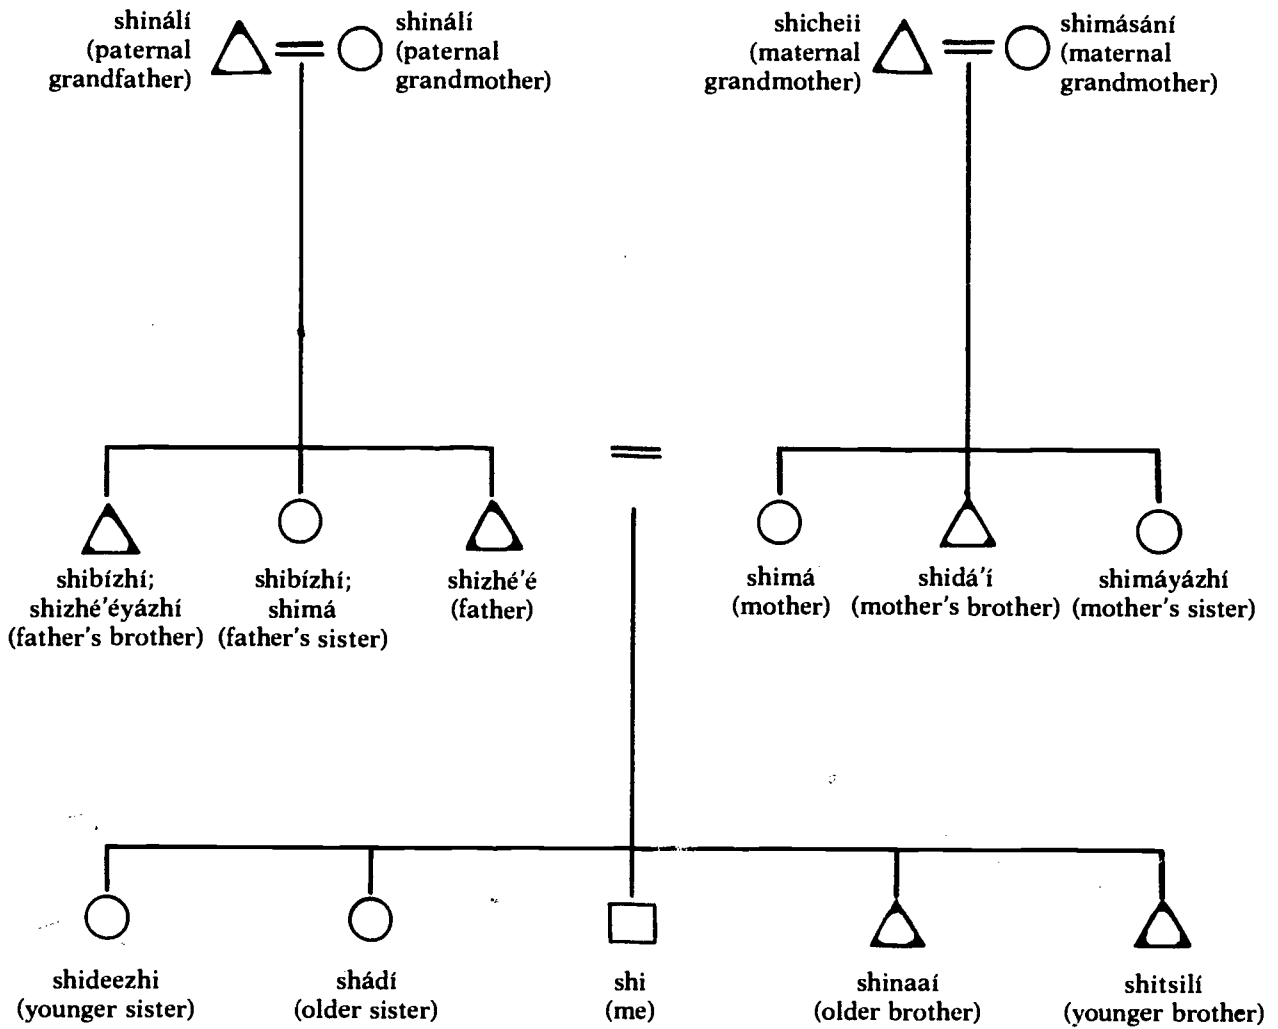 shinálí
(paternal
grandfather)
shinálí
(paternal
grandmother)
shicheii
(maternal
grandmother)
shimásání
(maternal
grandmother)
shibízhí;
shizhé’éyázhí
(father's brother)
shibízhí;
shimá
(father's sister)
shizhé’é
(father)
shimá
(mother)
shidá’í
(mother's brother)
shimáyázhí
(mother's sister)
shideezhi
(younger sister)
shádí
(older sister)
shi
(me)
shinaaí
(older brother)
shitsilí
(younger brother)